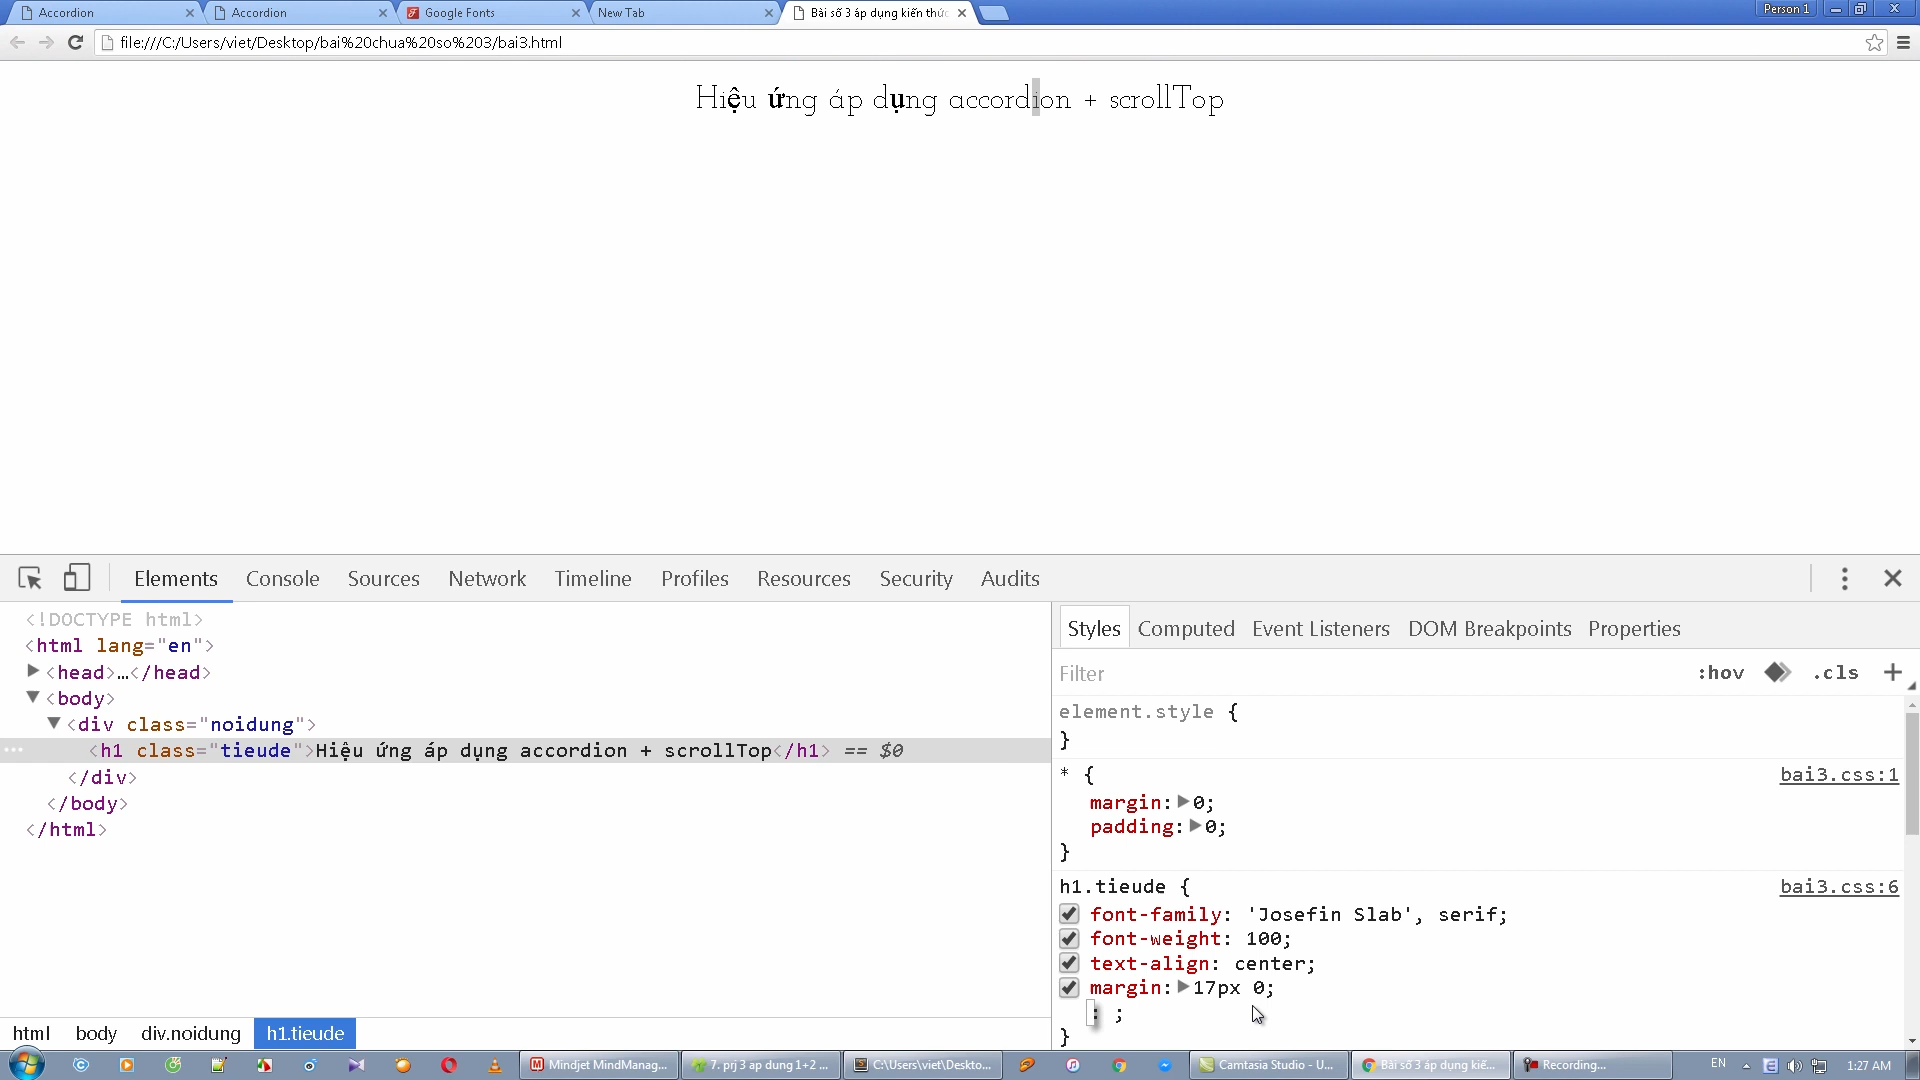 Accordion
Accordion
Google Fonts
New Tab
Bài số 3 áp dụng kiến thức
Person 1
file:///C:/Users/viet/Desktop/bai%20chua%20so%203/bai3.html
Hiệu ứng áp dụng accordion + scrollTop
Elements Console Sources Network Timeline Profiles Resources Security Audits
<!DOCTYPE html>
<html lang="en">
<head>…</head>
<body>
<div class="noidung">
<h1 class="tieude">Hiệu ứng áp dụng accordion + scrollTop</h1> == $0
</div>
</body>
</html>
Styles Computed Event Listeners DOM Breakpoints Properties
Filter :hov .cls +
element.style {
}
* { bai3.css:1
margin: 0;
padding: 0;
}
h1.tieude { bai3.css:6
font-family: 'Josefin Slab', serif;
font-weight: 100;
text-align: center;
margin: 17px 0;
: ;
}
html body div.noidung h1.tieude
Mindjet MindManag...
7. prj 3 ap dung 1+2 ...
C:\Users\viet\Deskto...
Camtasia Studio - U...
Bài số 3 áp dụng kiế...
Recording...
EN
1:27 AM